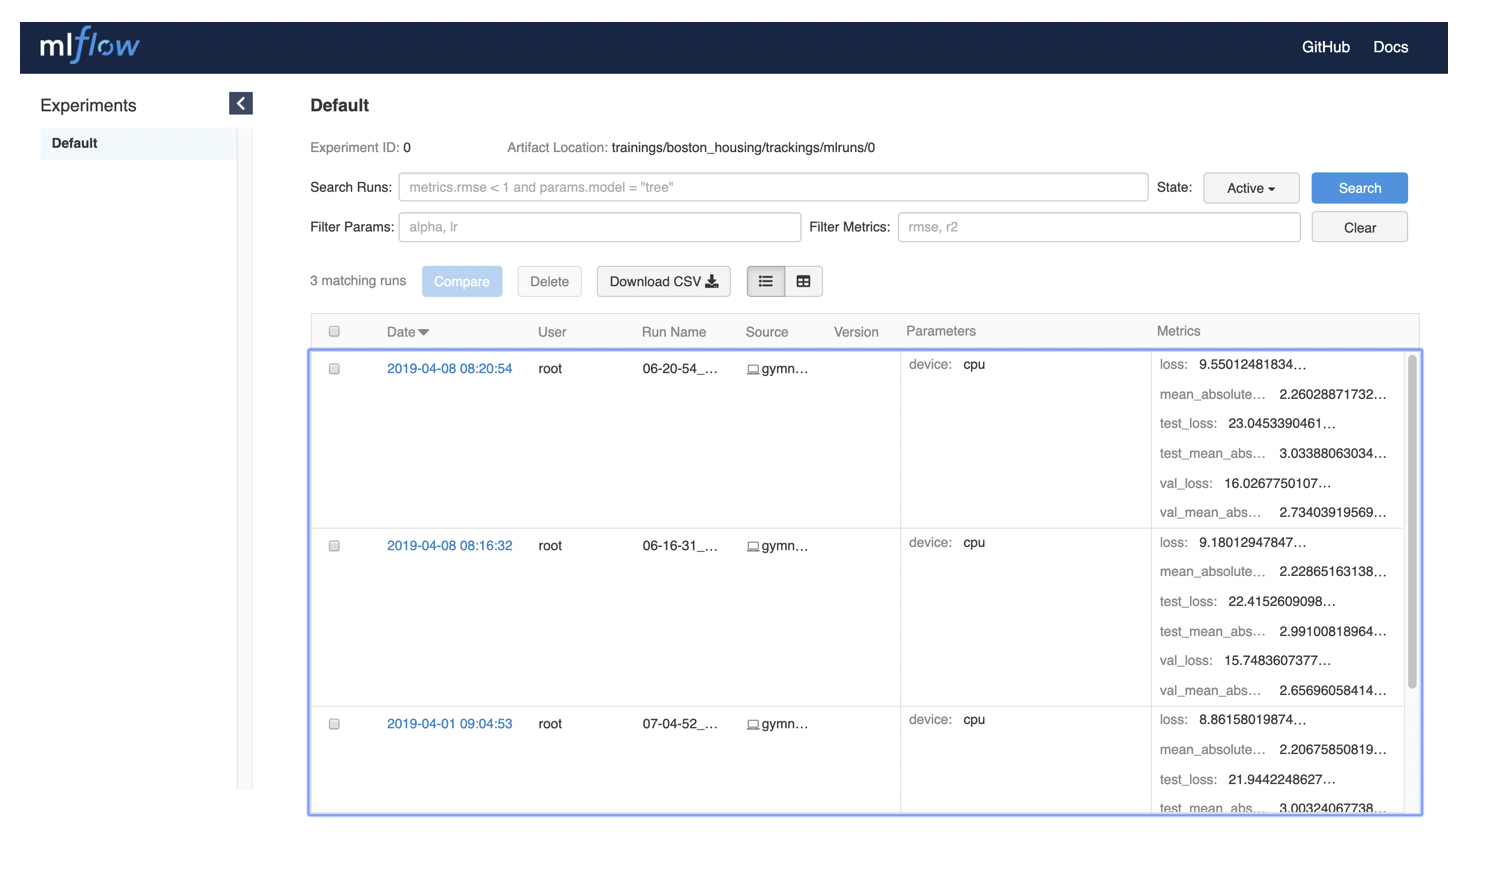 mlflow GitHub Docs
Experiments
Default
Default
Experiment ID: 0 Artifact Location: trainings/boston_housing/trackings/mlruns/0
Search Runs: metrics.rmse < 1 and params.model = "tree" State: Active Search
Filter Params: alpha, lr Filter Metrics: rmse, r2 Clear
3 matching runs Compare Delete Download CSV
Date User Run Name Source Version Parameters Metrics
2019-04-08 08:20:54 root 06-20-54_... gymn... device: cpu loss: 9.55012481834...
mean_absolute... 2.26028871732...
test_loss: 23.0453390461...
test_mean_abs... 3.03388063034...
val_loss: 16.0267750107...
val_mean_abs... 2.73403919569...
2019-04-08 08:16:32 root 06-16-31_... gymn... device: cpu loss: 9.18012947847...
mean_absolute... 2.22865163138...
test_loss: 22.4152609098...
test_mean_abs... 2.99100818964...
val_loss: 15.7483607377...
val_mean_abs... 2.65696058414...
2019-04-01 09:04:53 root 07-04-52_... gymn... device: cpu loss: 8.86158019874...
mean_absolute... 2.20675850819...
test_loss: 21.9442248627...
test_mean_abs... 3.00324067738...